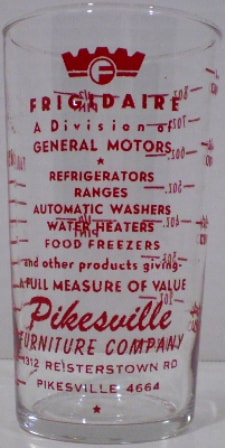 F
FRIGIDAIRE
A Division of
GENERAL MOTORS
REFRIGERATORS
RANGES
AUTOMATIC WASHERS
WATER HEATERS
FOOD FREEZERS
and other products giving-
A FULL MEASURE OF VALUE
Pikesville
FURNITURE COMPANY
1312 REISTERSTOWN RD
PIKESVILLE 4664